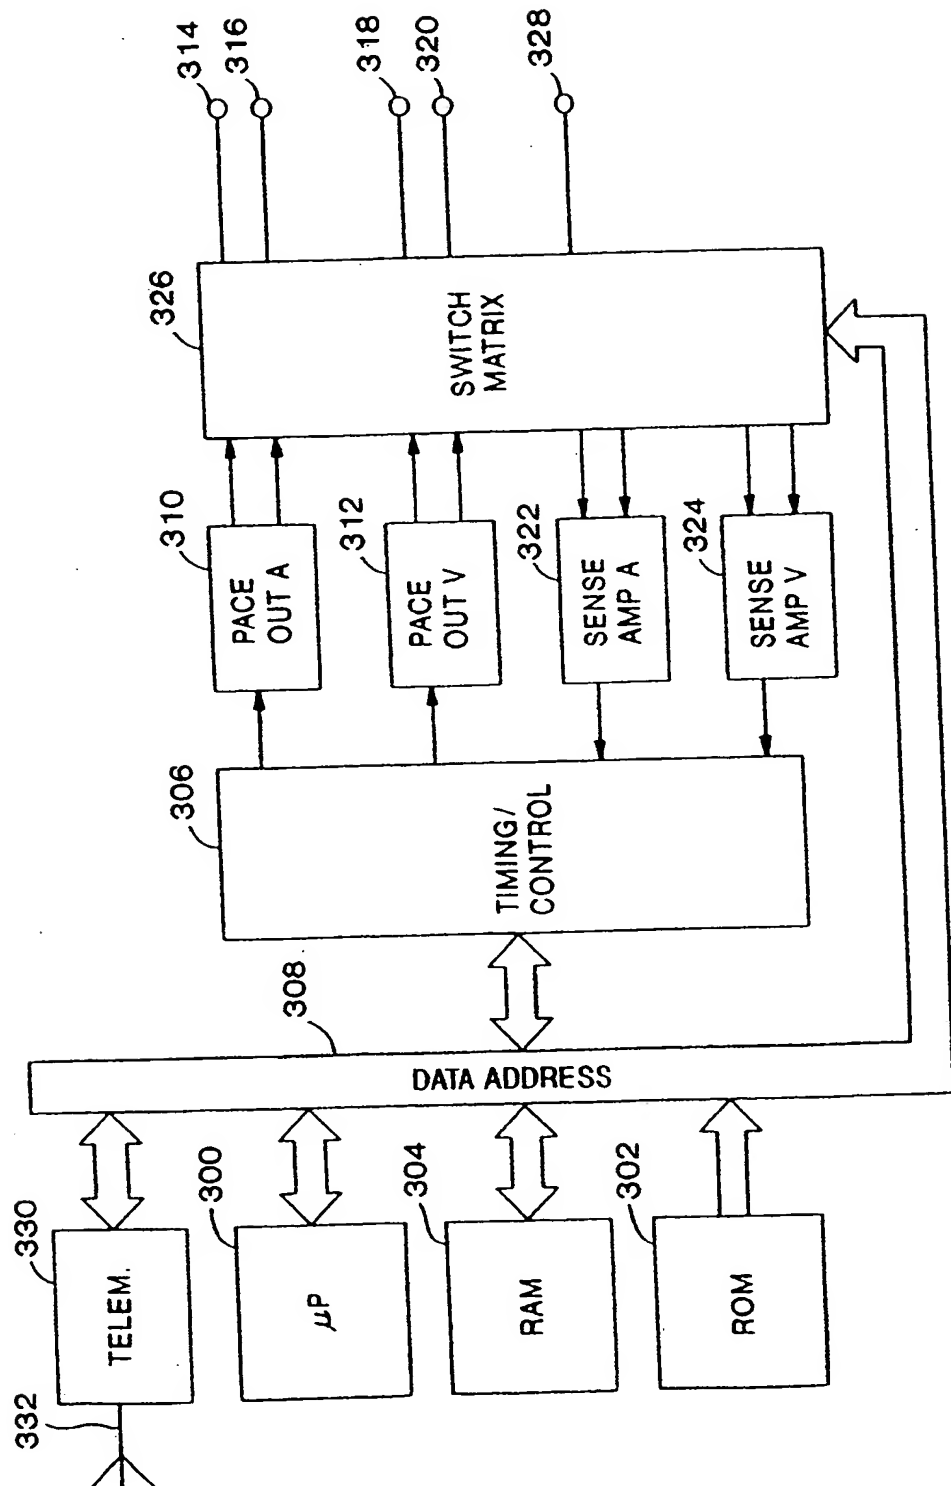 332
330
TELEM.
300
μP
304
RAM
302
ROM
308
DATA ADDRESS
306
TIMING/
CONTROL
310
PACE
OUT A
312
PACE
OUT V
322
SENSE
AMP A
324
SENSE
AMP V
326
SWITCH
MATRIX
314
316
318
320
328